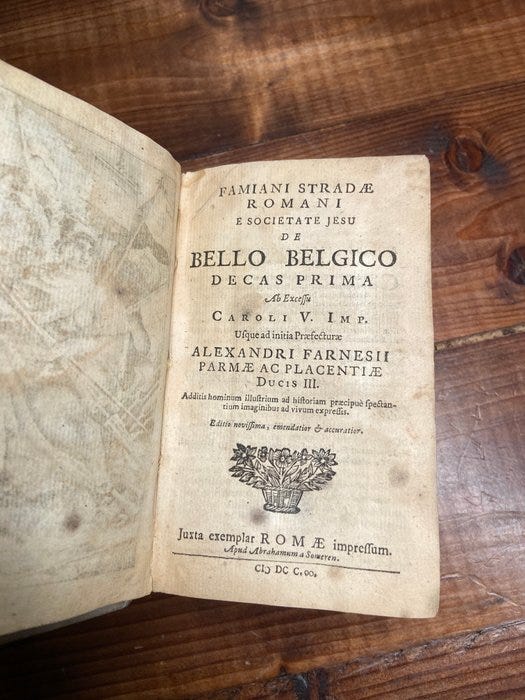 FAMIANI STRADÆ
ROMANI
E SOCIETATE JESU
DE
BELLO BELGICO
DECAS PRIMA
Ab Excessu
CAROLI V. IMP.
Usque ad initia Præfecturæ
ALEXANDRI FARNESII
PARMÆ AC PLACENTIÆ
DUCIS III.
Additis hominum illustrium ad historiam præcipuè spectan-
tium imaginibus ad vivum expressis.
Editio novissima, emendatior & accuratior.
Juxta exemplar ROMÆ impressum.
Apud Abrahamum a Someren.
CIↃ DC C.